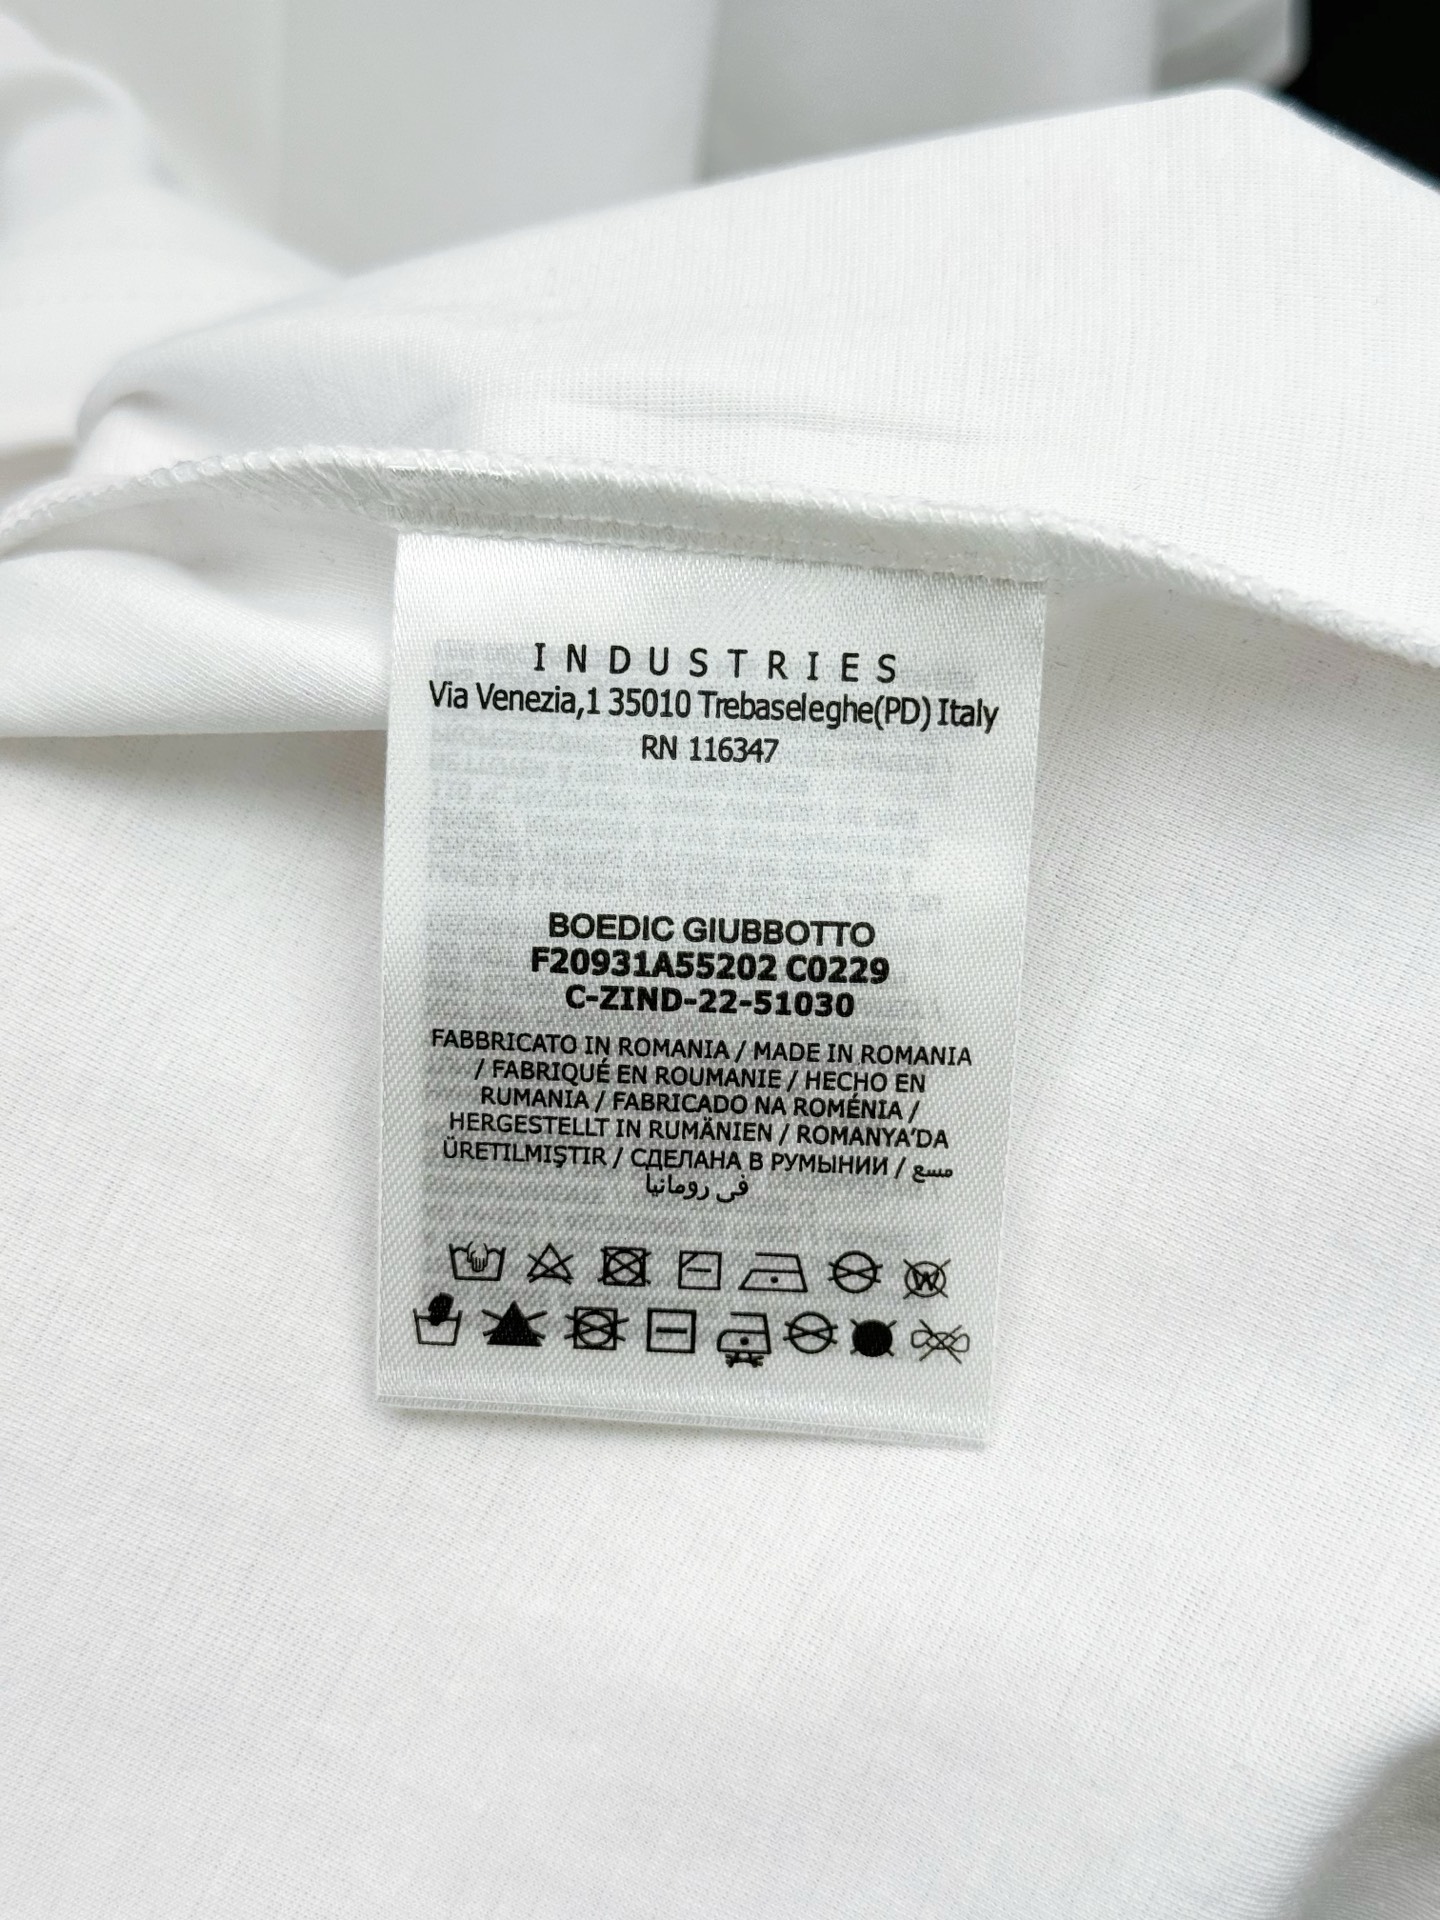 INDUSTRIES
Via Venezia,1 35010 Trebaseleghe(PD) Italy
RN 116347
BOEDIC GIUBBOTTO
F20931A55202 C0229
C-ZIND-22-51030
FABBRICATO IN ROMANIA / MADE IN ROMANIA
/ FABRIQUÉ EN ROUMANIE / HECHO EN
RUMANIA / FABRICADO NA ROMÉNIA /
HERGESTELLT IN RUMÄNIEN / ROMANYA'DA
ÜRETILMIŞTIR / СДЕЛАНА В РУМЫНИИ / مسع
في رومانيا
W